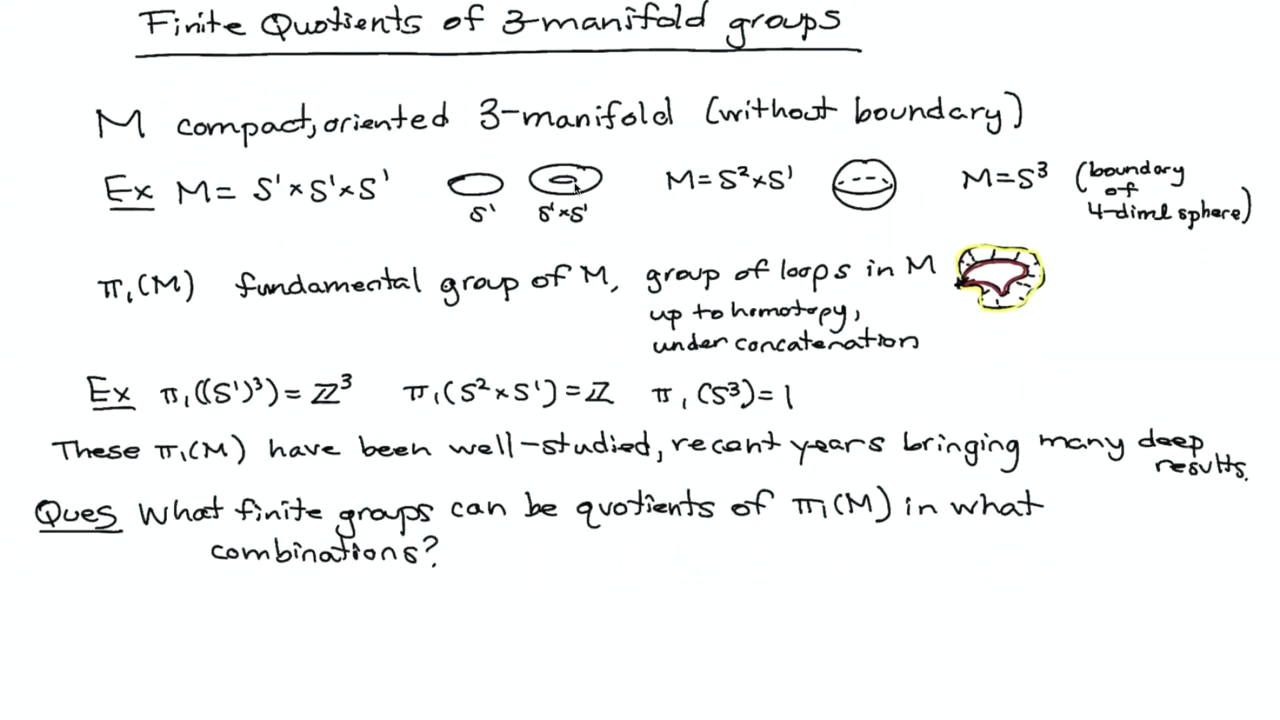 Finite Quotients of 3-manifold groups
M compact, oriented 3-manifold (without boundary)
Ex M = S¹×S¹×S¹ S¹ S¹×S¹ M = S²×S¹ M = S³ (boundary of 4-diml sphere)
π₁(M) fundamental group of M, group of loops in M
up to homotopy,
under concatenation
Ex π₁((S¹)³) = ℤ³ π₁(S²×S¹) = ℤ π₁(S³) = 1
These π₁(M) have been well-studied, recent years bringing many deep
results.
Ques What finite groups can be quotients of π₁(M) in what
combinations?